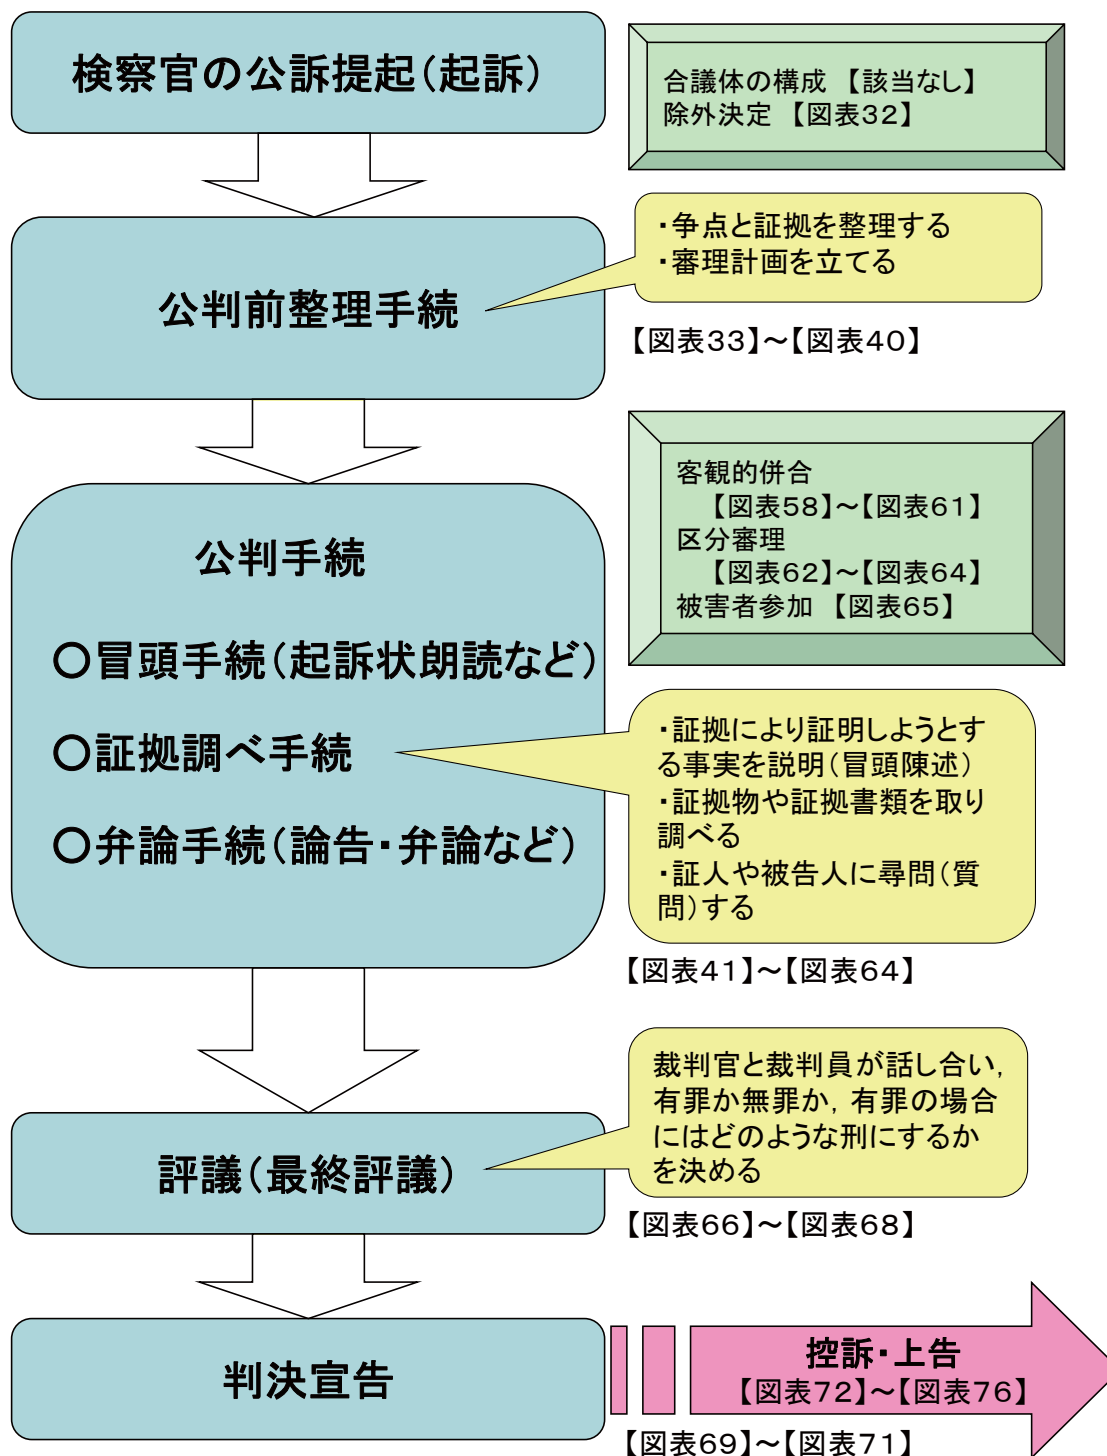 検察官の公訴提起（起訴）
合議体の構成 【該当なし】
除外決定 【図表３２】
・争点と証拠を整理する
・審理計画を立てる
公判前整理手続
【図表３３】～【図表４０】
客観的併合
【図表５８】～【図表６１】
区分審理
【図表６２】～【図表６４】
被害者参加 【図表６５】
公判手続
○冒頭手続（起訴状朗読など）
○証拠調べ手続
○弁論手続（論告・弁論など）
・証拠により証明しようとす
る事実を説明（冒頭陳述）
・証拠物や証拠書類を取り
調べる
・証人や被告人に尋問（質
問）する
【図表４１】～【図表６４】
裁判官と裁判員が話し合い，
有罪か無罪か，有罪の場合
にはどのような刑にするか
を決める
評議（最終評議）
【図表６６】～【図表６８】
判決宣告
控訴・上告
【図表７２】～【図表７６】
【図表６９】～【図表７１】